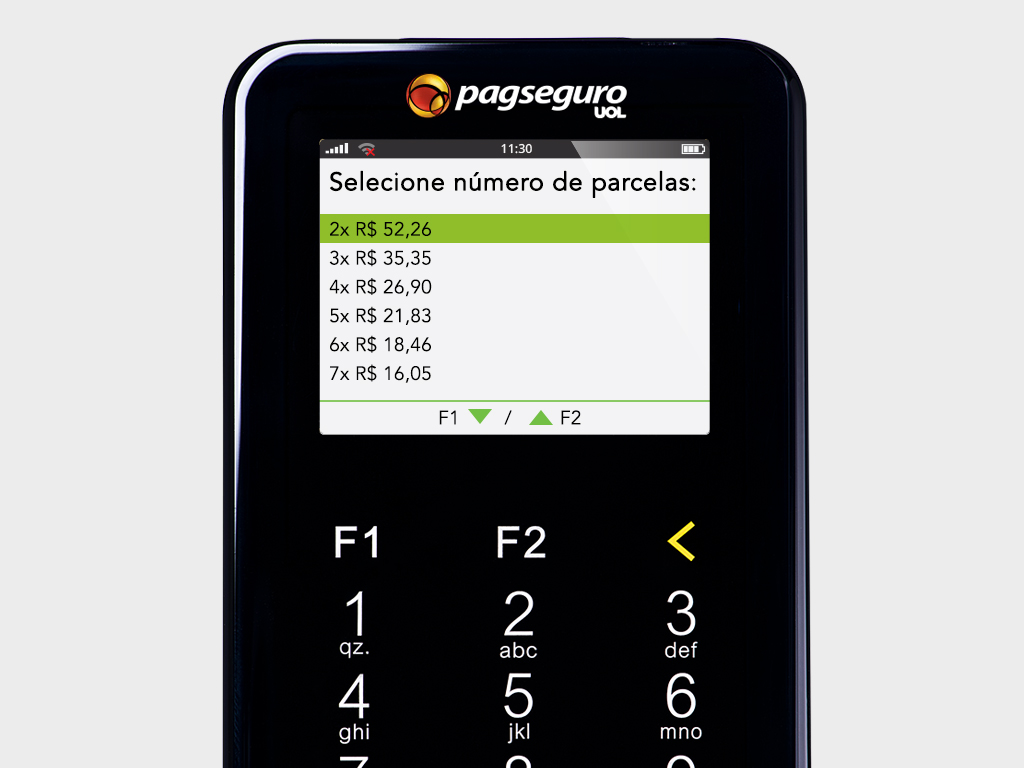 pagseguro
UOL
11:30
Selecione número de parcelas:
2x R$ 52,26
3x R$ 35,35
4x R$ 26,90
5x R$ 21,83
6x R$ 18,46
7x R$ 16,05
F1 / F2
F1 F2 <
1 2 3
qz. abc def
4 5 6
ghi jkl mno